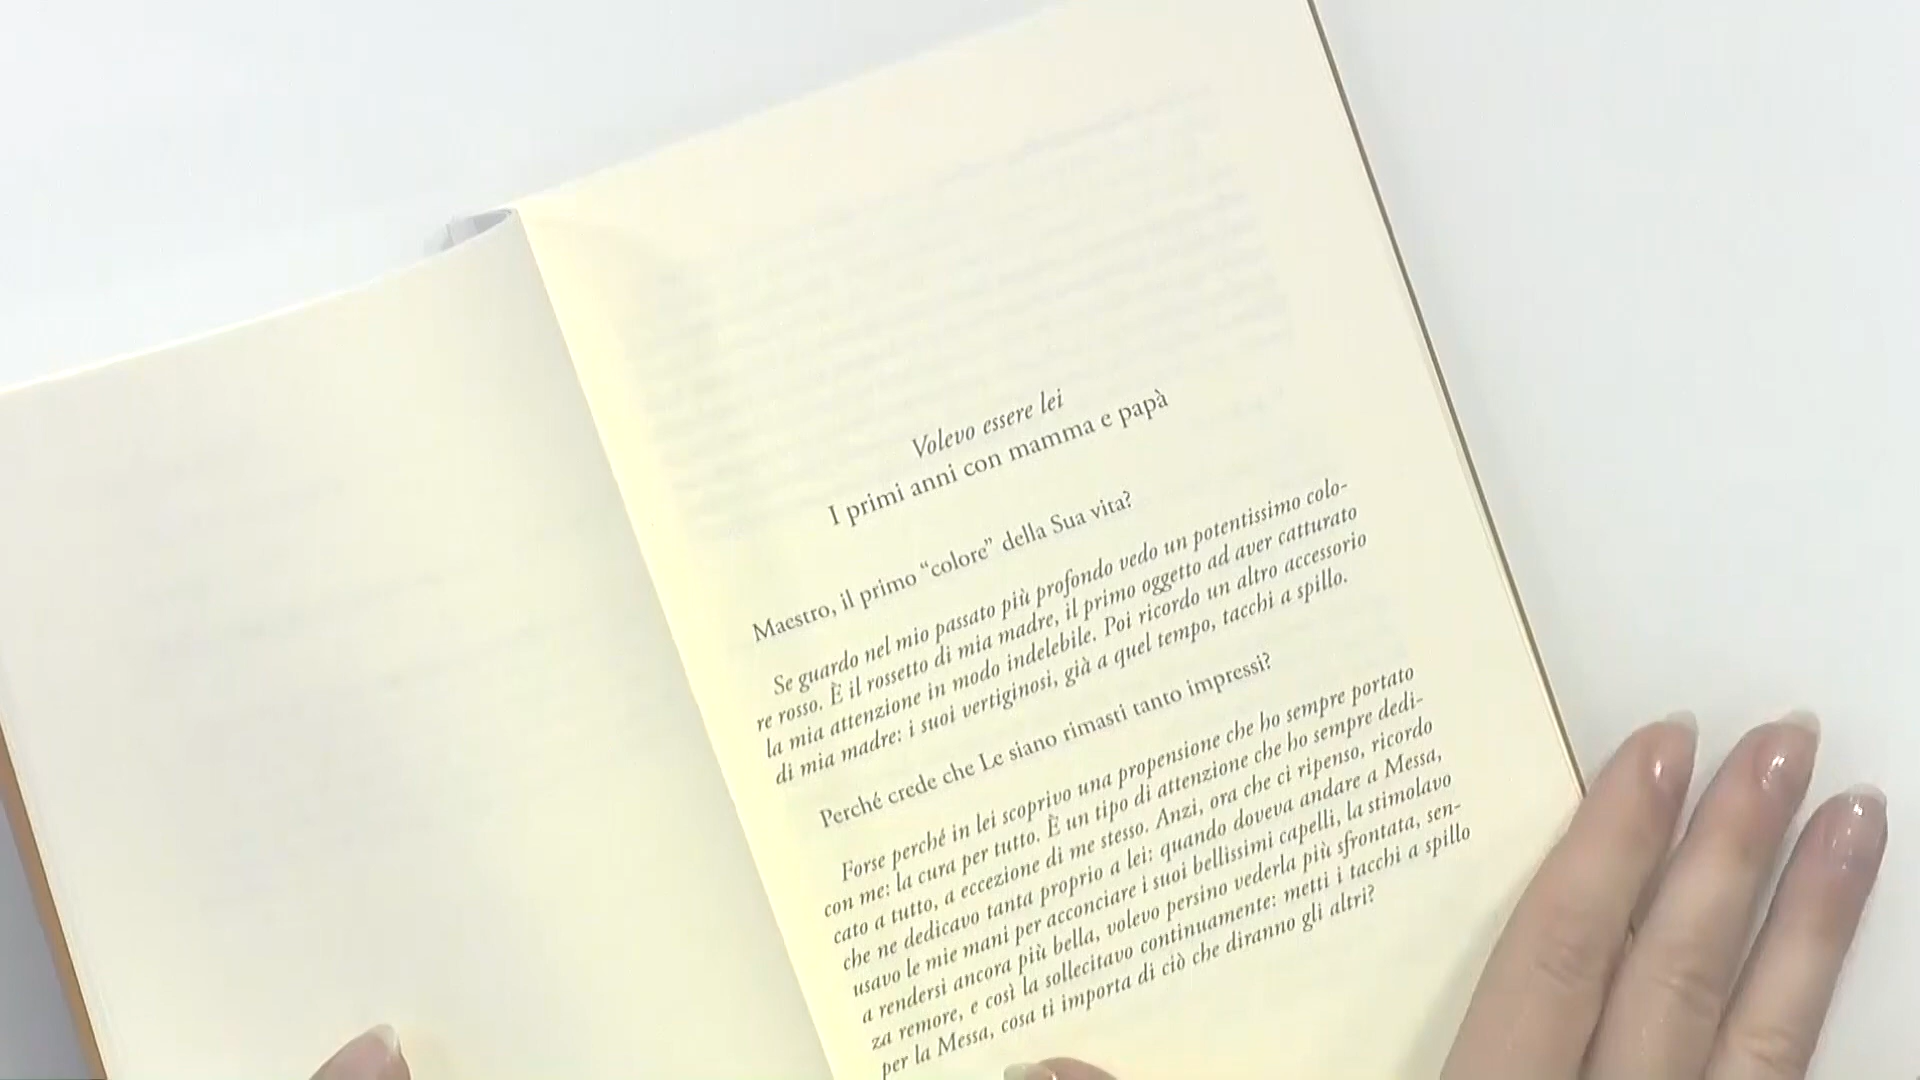 Volevo essere lei
I primi anni con mamma e papà
Maestro, il primo “colore” della Sua vita?
Se guardo nel mio passato più profondo vedo un potentissimo colo-
re rosso. È il rossetto di mia madre, il primo oggetto ad aver catturato
la mia attenzione in modo indelebile. Poi ricordo un altro accessorio
di mia madre: i suoi vertiginosi, già a quel tempo, tacchi a spillo.
Perché crede che Le siano rimasti tanto impressi?
Forse perché in lei scoprivo una propensione che ho sempre portato
con me: la cura per tutto. È un tipo di attenzione che ho sempre dedi-
cato a tutto, a eccezione di me stesso. Anzi, ora che ci ripenso, ricordo
che ne dedicavo tanta proprio a lei: quando doveva andare a Messa,
usavo le mie mani per acconciare i suoi bellissimi capelli, la stimolavo
a rendersi ancora più bella, volevo persino vederla più sfrontata, sen-
za remore, e così la sollecitavo continuamente: metti i tacchi a spillo
per la Messa, cosa ti importa di ciò che diranno gli altri?